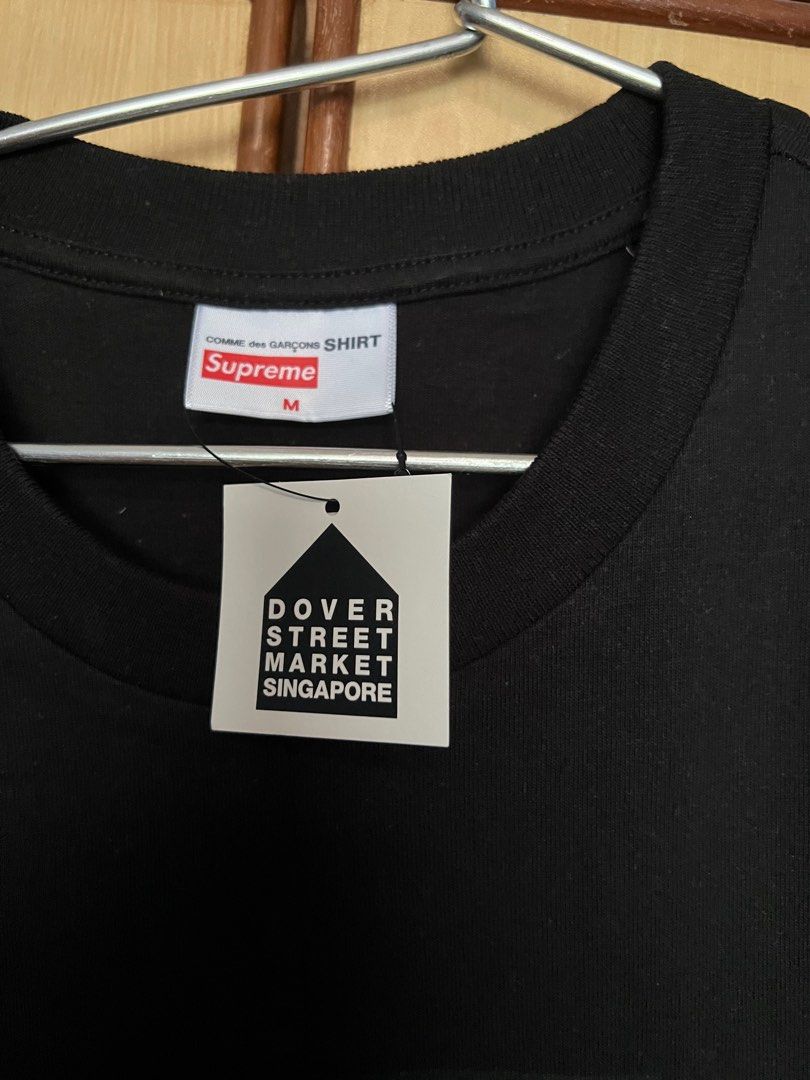 COMME des GARÇONS SHIRT
Supreme
M
DOVER
STREET
MARKET
SINGAPORE